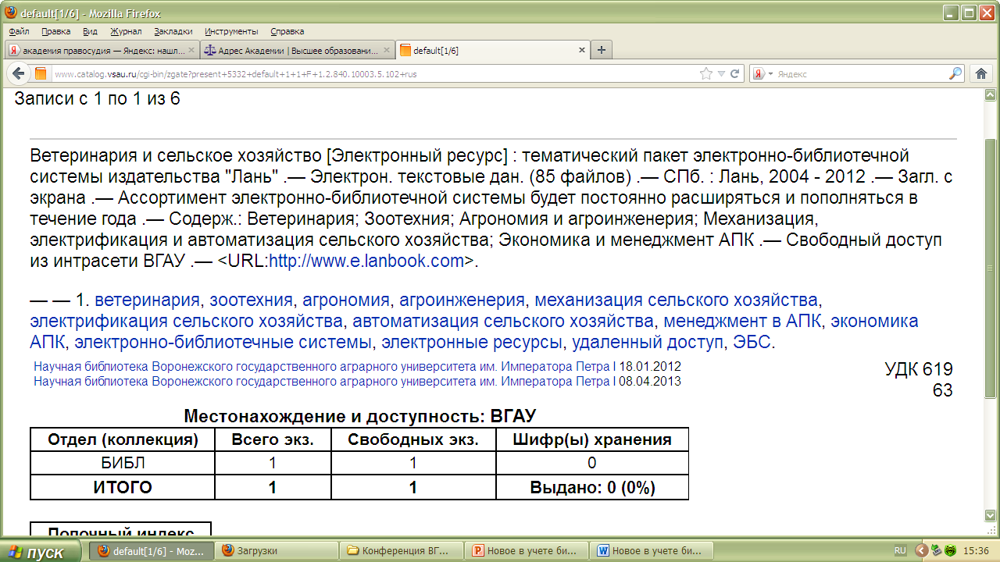 default[1/6] - Mozilla Firefox
Файл Правка Вид Журнал Закладки Инструменты Справка
академия правосудия — Яндекс: нашл... Адрес Академии | Высшее образовани... default[1/6]
www.catalog.vsau.ru/cgi-bin/zgate?present+5332+default+1+1+F+1.2.840.10003.5.102+rus Яндекс
Записи с 1 по 1 из 6
Ветеринария и сельское хозяйство [Электронный ресурс] : тематический пакет электронно-библиотечной
системы издательства "Лань" .— Электрон. текстовые дан. (85 файлов) .— СПб. : Лань, 2004 - 2012 .— Загл. с
экрана .— Ассортимент электронно-библиотечной системы будет постоянно расширяться и пополняться в
течение года .— Содерж.: Ветеринария; Зоотехния; Агрономия и агроинженерия; Механизация,
электрификация и автоматизация сельского хозяйства; Экономика и менеджмент АПК .— Свободный доступ
из интрасети ВГАУ .— <URL:http://www.e.lanbook.com>.
— — 1. ветеринария, зоотехния, агрономия, агроинженерия, механизация сельского хозяйства,
электрификация сельского хозяйства, автоматизация сельского хозяйства, менеджмент в АПК, экономика
АПК, электронно-библиотечные системы, электронные ресурсы, удаленный доступ, ЭБС.
Научная библиотека Воронежского государственного аграрного университета им. Императора Петра I 18.01.2012
Научная библиотека Воронежского государственного аграрного университета им. Императора Петра I 08.04.2013
УДК 619
63
Местонахождение и доступность: ВГАУ
Отдел (коллекция) Всего экз. Свободных экз. Шифр(ы) хранения
БИБЛ 1 1 0
ИТОГО 1 1 Выдано: 0 (0%)
Полочный индекс
пуск default[1/6] - Moz... Загрузки Конференция ВГ... Новое в учете би... Новое в учете би... RU 15:36